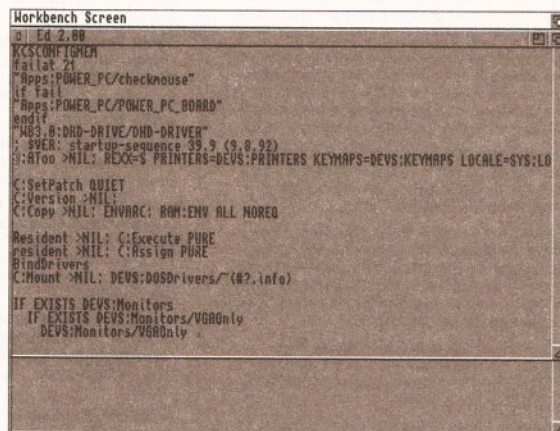 Workbench Screen
Ed 2.00
KCSCONFIGMEM
failat 21
"Apps:POWER_PC/checkmouse"
if fail
"Apps:POWER_PC/POWER_PC_BOARD"
endif
"WB3.0:DHD-DRIVE/DHD-DRIVER"
; $VER: startup-sequence 39.9 (9.8.92)
:AToo >NIL: REXX=S PRINTERS=DEVS:PRINTERS KEYMAPS=DEVS:KEYMAPS LOCALE=SYS:LO
C:SetPatch QUIET
C:Version >NIL:
C:Copy >NIL: ENVARC: RAM:ENV ALL NOREQ
Resident >NIL: C:Execute PURE
resident >NIL: C:Assign PURE
BindDrivers
C:Mount >NIL: DEVS:DOSDrivers/~(#?.info)
IF EXISTS DEVS:Monitors
IF EXISTS DEVS:Monitors/VGAOnly
DEVS:Monitors/VGAOnly